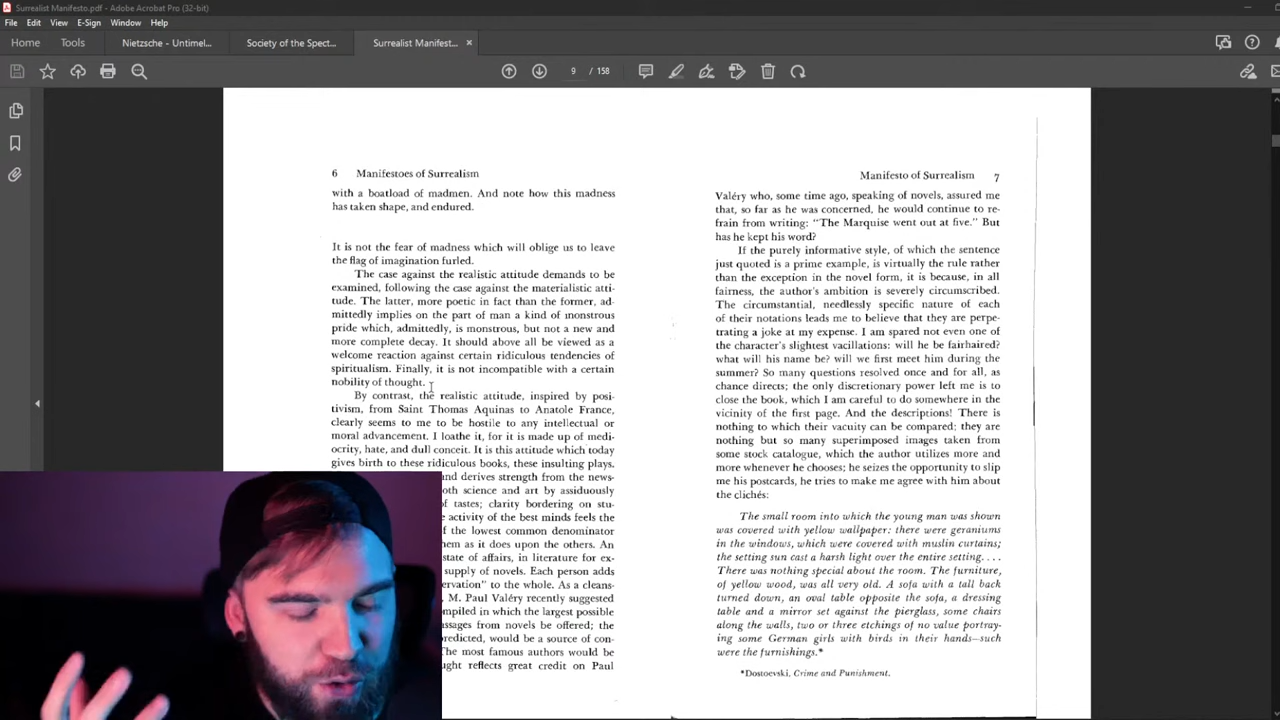 Surrealist Manifesto.pdf - Adobe Acrobat Pro (32-bit)
File Edit View E-Sign Window Help
Home Tools Nietzsche - Untimel... Society of the Spect... Surrealist Manifest... ×
9 / 158
6 Manifestoes of Surrealism
with a boatload of madmen. And note how this madness
has taken shape, and endured.
It is not the fear of madness which will oblige us to leave
the flag of imagination furled.
The case against the realistic attitude demands to be
examined, following the case against the materialistic atti-
tude. The latter, more poetic in fact than the former, ad-
mittedly implies on the part of man a kind of monstrous
pride which, admittedly, is monstrous, but not a new and
more complete decay. It should above all be viewed as a
welcome reaction against certain ridiculous tendencies of
spiritualism. Finally, it is not incompatible with a certain
nobility of thought.
By contrast, the realistic attitude, inspired by posi-
tivism, from Saint Thomas Aquinas to Anatole France,
clearly seems to me to be hostile to any intellectual or
moral advancement. I loathe it, for it is made up of medi-
ocrity, hate, and dull conceit. It is this attitude which today
gives birth to these ridiculous books, these insulting plays.
and derives strength from the news-
oth science and art by assiduously
of tastes; clarity bordering on stu-
activity of the best minds feels the
f the lowest common denominator
hem as it does upon the others. An
state of affairs, in literature for ex-
supply of novels. Each person adds
ervation" to the whole. As a cleans-
, M. Paul Valéry recently suggested
mpiled in which the largest possible
ssages from novels be offered; the
redicted, would be a source of con-
he most famous authors would be
ught reflects great credit on Paul
Manifesto of Surrealism 7
Valéry who, some time ago, speaking of novels, assured me
that, so far as he was concerned, he would continue to re-
frain from writing: "The Marquise went out at five." But
has he kept his word?
If the purely informative style, of which the sentence
just quoted is a prime example, is virtually the rule rather
than the exception in the novel form, it is because, in all
fairness, the author's ambition is severely circumscribed.
The circumstantial, needlessly specific nature of each
of their notations leads me to believe that they are perpe-
trating a joke at my expense. I am spared not even one of
the character's slightest vacillations: will he be fairhaired?
what will his name be? will we first meet him during the
summer? So many questions resolved once and for all, as
chance directs; the only discretionary power left me is to
close the book, which I am careful to do somewhere in the
vicinity of the first page. And the descriptions! There is
nothing to which their vacuity can be compared; they are
nothing but so many superimposed images taken from
some stock catalogue, which the author utilizes more and
more whenever he chooses; he seizes the opportunity to slip
me his postcards, he tries to make me agree with him about
the clichés:
The small room into which the young man was shown
was covered with yellow wallpaper: there were geraniums
in the windows, which were covered with muslin curtains;
the setting sun cast a harsh light over the entire setting. . . .
There was nothing special about the room. The furniture,
of yellow wood, was all very old. A sofa with a tall back
turned down, an oval table opposite the sofa, a dressing
table and a mirror set against the pierglass, some chairs
along the walls, two or three etchings of no value portray-
ing some German girls with birds in their hands—such
were the furnishings.*
*Dostoevski, Crime and Punishment.